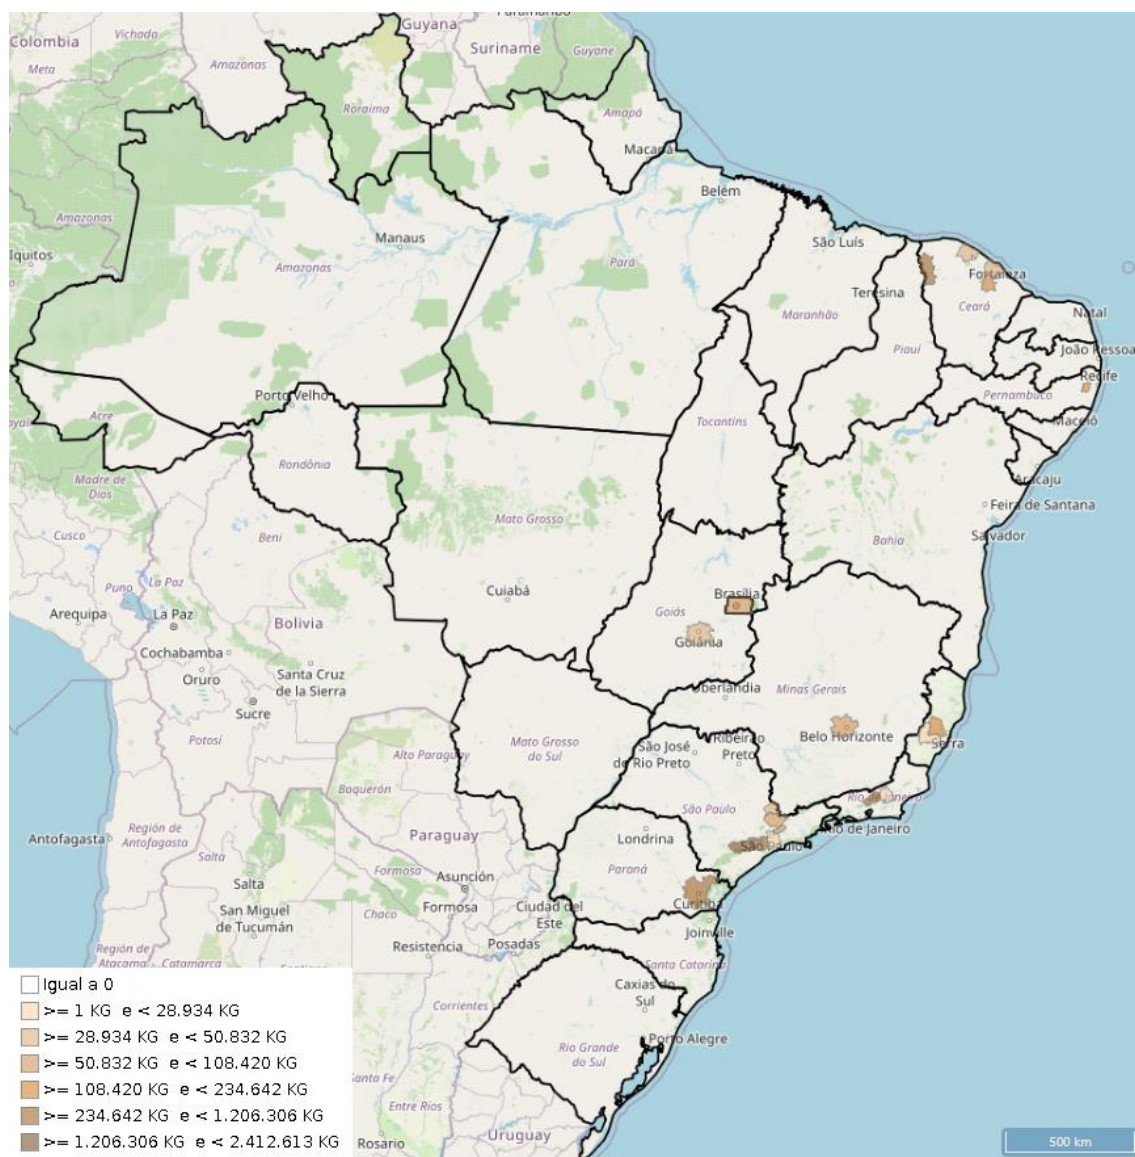 Paramaribo
Guyana
Colombia
Vichada
Suriname
Guyane
Meta
Amazonas
Roraima
Amapá
Macapá
Belém
Amazonas
Manaus
São Luís
Iquitos
Amazonas
Pará
Fortaleza
Teresina
Ceará
Maranhão
Natal
Piauí
João Pessoa
Recife
Porto Velho
Pernambuco
Acre
Tocantins
Maceió
Rondônia
Madre de
Dios
Aracaju
Feira de Santana
Mato Grosso
Cusco
Beni
Salvador
Bahia
Puno
La Paz
Cuiabá
Brasília
Arequipa
La Paz
Goiás
Bolivia
Goiânia
Cochabamba
Oruro
Santa Cruz
de la Sierra
Uberlândia
Minas Gerais
Sucre
Potosí
Alto Paraguay
Mato Grosso
do Sul
São José
do Rio Preto
Ribeirão
Preto
Belo Horizonte
Serra
Boquerón
São Paulo
Rio de Janeiro
Antofagasta
Región de
Antofagasta
Paraguay
Londrina
Rio de Janeiro
São Paulo
Salta
Formosa
Paraná
Salta
Asunción
San Miguel
de Tucumán
Chaco
Formosa
Ciudad del
Este
Curitiba
Resistencia
Posadas
Joinville
Región de
Atacama
Catamarca
Santiago
Santa Catarina
Caxias do
Sul
Corrientes
Porto Alegre
Rio Grande
do Sul
Santa Fe
Entre Ríos
Rosario
Uruguay
Igual a 0
>= 1 KG e < 28.934 KG
>= 28.934 KG e < 50.832 KG
>= 50.832 KG e < 108.420 KG
>= 108.420 KG e < 234.642 KG
>= 234.642 KG e < 1.206.306 KG
>= 1.206.306 KG e < 2.412.613 KG
500 km